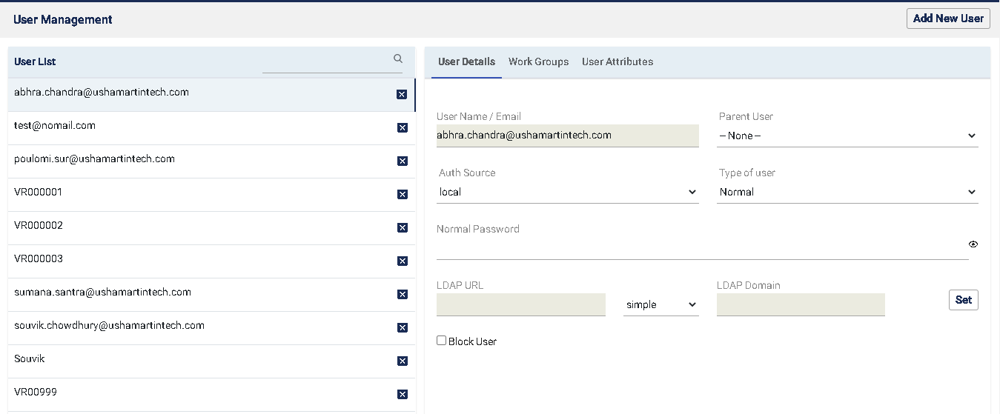 User Management
Add New User
User List
abhra.chandra@ushamartintech.com
test@nomail.com
poulomi.sur@ushamartintech.com
VR000001
VR000002
VR000003
sumana.santra@ushamartintech.com
souvik.chowdhury@ushamartintech.com
Souvik
VR00999
User Details Work Groups User Attributes
User Name / Email
abhra.chandra@ushamartintech.com
Parent User
-- None --
Auth Source
local
Type of user
Normal
Normal Password
LDAP URL
simple
LDAP Domain
Set
Block User